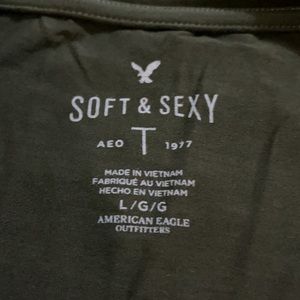 SOFT & SEXY
AEO T 1977
MADE IN VIETNAM
FABRIQUÉ AU VIETNAM
HECHO EN VIETNAM
L/G/G
AMERICAN EAGLE
OUTFITTERS